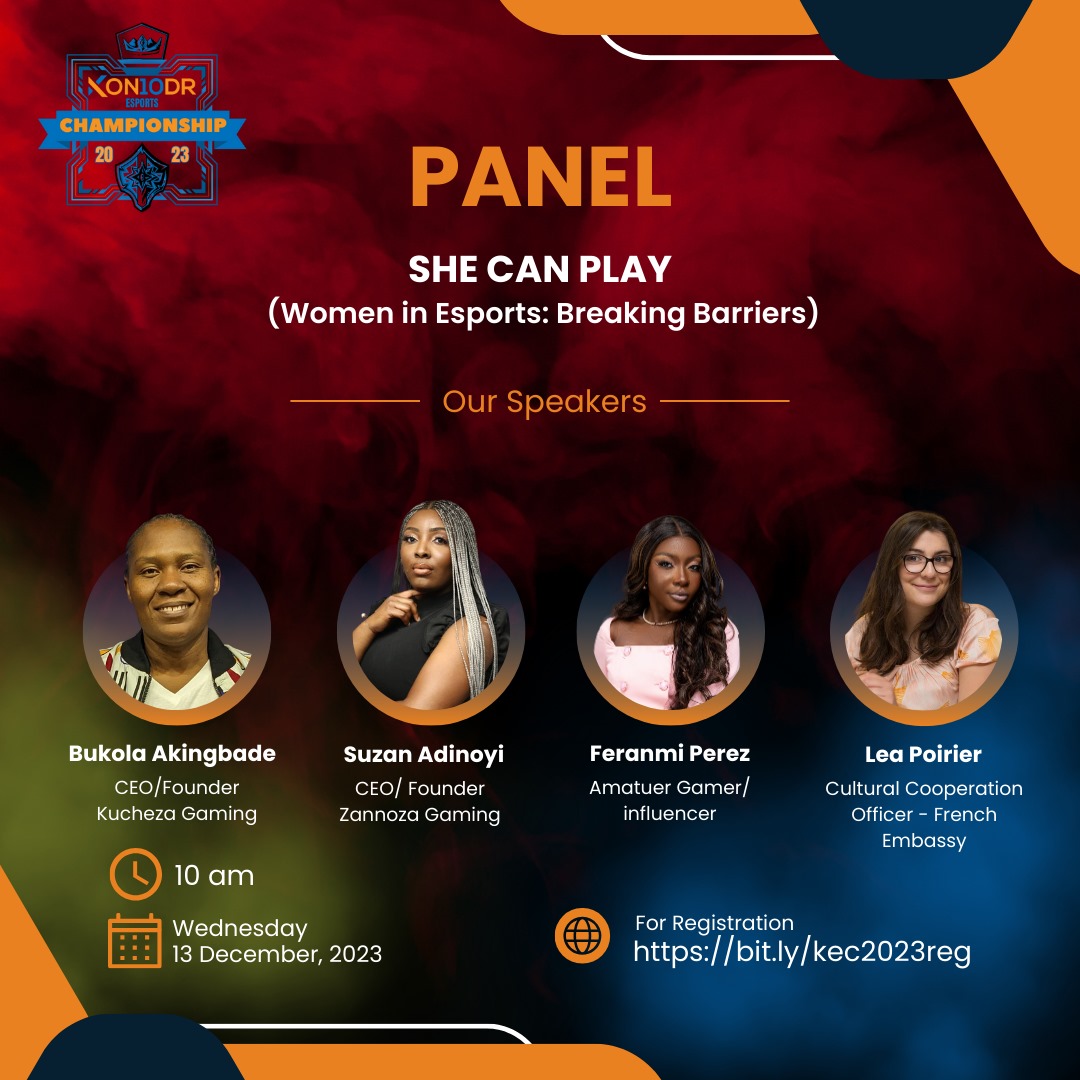 KON10DR
ESPORTS
CHAMPIONSHIP
20 23
PANEL
SHE CAN PLAY
(Women in Esports: Breaking Barriers)
Our Speakers
Bukola Akingbade
CEO/Founder
Kucheza Gaming
Suzan Adinoyi
CEO/ Founder
Zannoza Gaming
Feranmi Perez
Amatuer Gamer/
influencer
Lea Poirier
Cultural Cooperation
Officer - French
Embassy
10 am
Wednesday
13 December, 2023
For Registration
https://bit.ly/kec2023reg